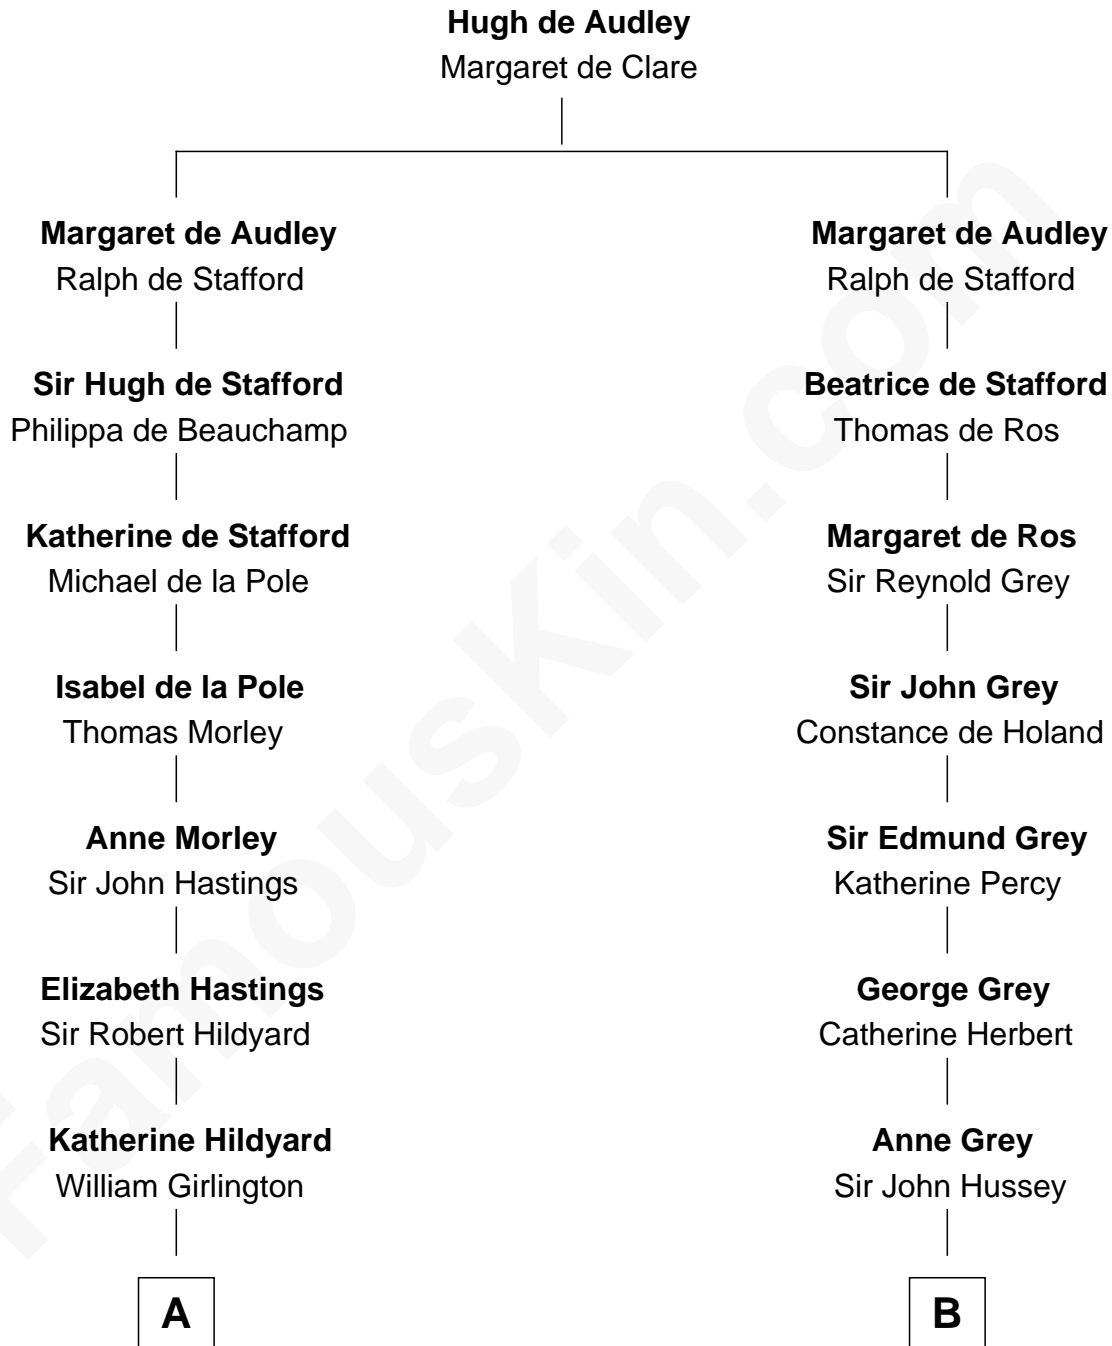 Hugh de Audley
Margaret de Clare
Margaret de Audley
Ralph de Stafford
Margaret de Audley
Ralph de Stafford
Sir Hugh de Stafford
Philippa de Beauchamp
Beatrice de Stafford
Thomas de Ros
Katherine de Stafford
Michael de la Pole
Margaret de Ros
Sir Reynold Grey
Isabel de la Pole
Thomas Morley
Sir John Grey
Constance de Holand
Anne Morley
Sir John Hastings
Sir Edmund Grey
Katherine Percy
Elizabeth Hastings
Sir Robert Hildyard
George Grey
Catherine Herbert
Katherine Hildyard
William Girlington
Anne Grey
Sir John Hussey
A
B
FamousKin.com